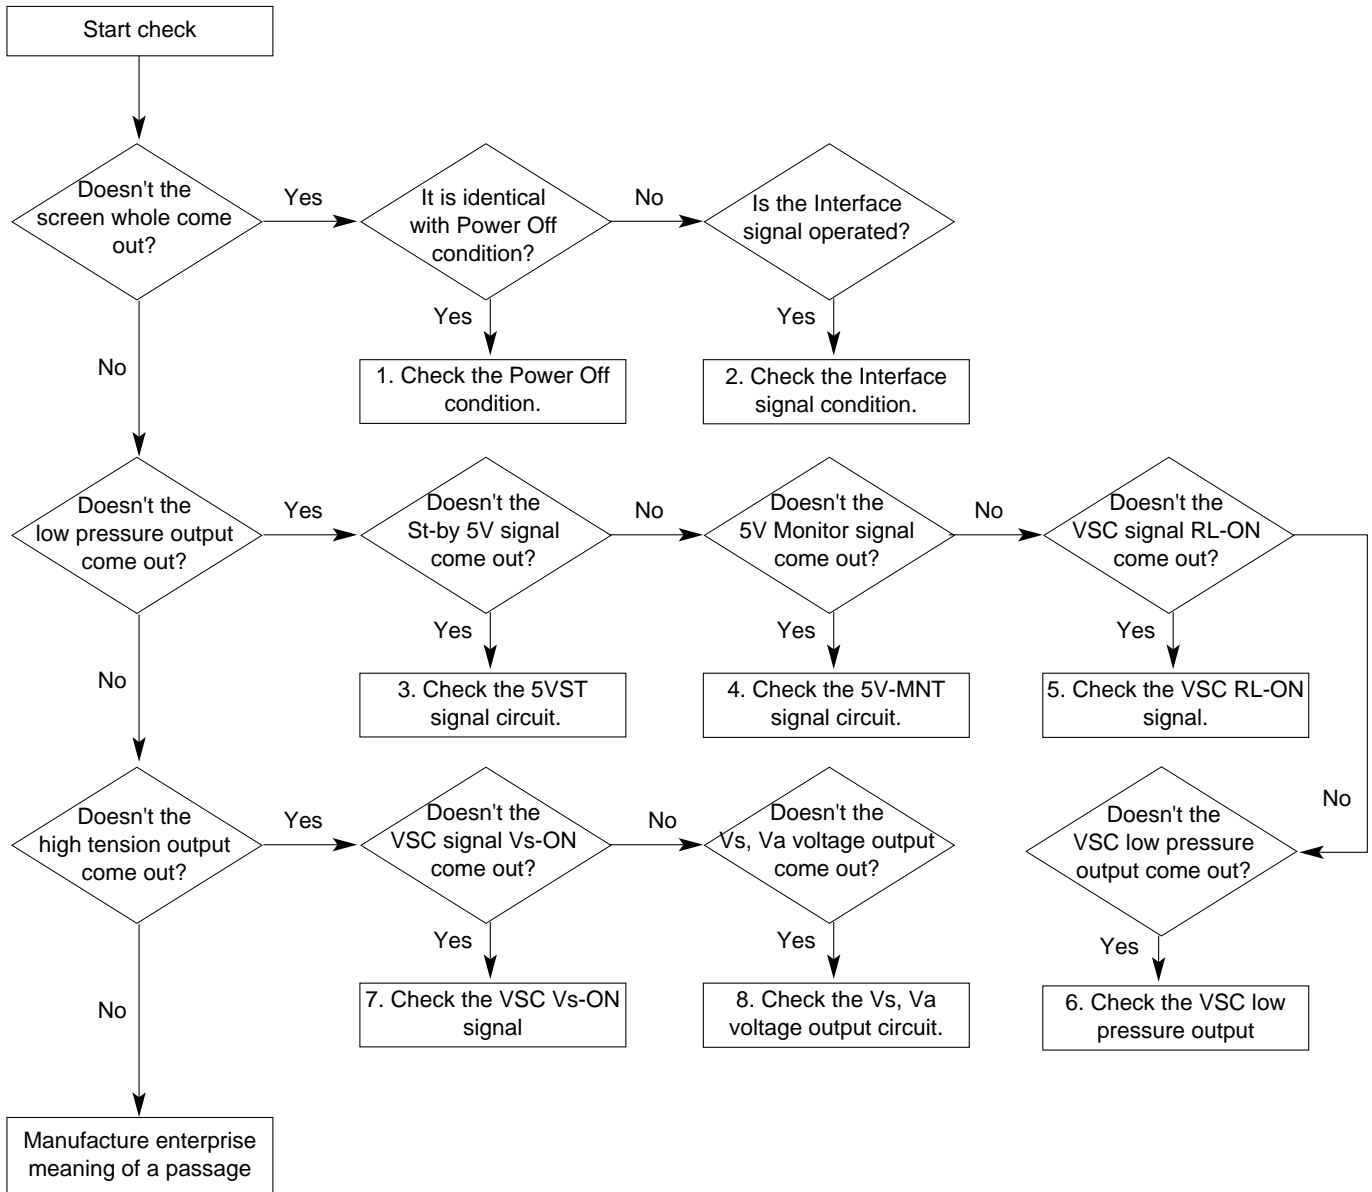 Start check
Doesn't the
screen whole come
out?
Yes
It is identical
with Power Off
condition?
No
Is the Interface
signal operated?
Yes
Yes
No
1. Check the Power Off
condition.
2. Check the Interface
signal condition.
Doesn't the
low pressure output
come out?
Yes
Doesn't the
St-by 5V signal
come out?
No
Doesn't the
5V Monitor signal
come out?
No
Doesn't the
VSC signal RL-ON
come out?
Yes
Yes
Yes
No
3. Check the 5VST
signal circuit.
4. Check the 5V-MNT
signal circuit.
5. Check the VSC RL-ON
signal.
No
Doesn't the
high tension output
come out?
Yes
Doesn't the
VSC signal Vs-ON
come out?
No
Doesn't the
Vs, Va voltage output
come out?
Doesn't the
VSC low pressure
output come out?
Yes
Yes
Yes
No
7. Check the VSC Vs-ON
signal
8. Check the Vs, Va
voltage output circuit.
6. Check the VSC low
pressure output
Manufacture enterprise
meaning of a passage